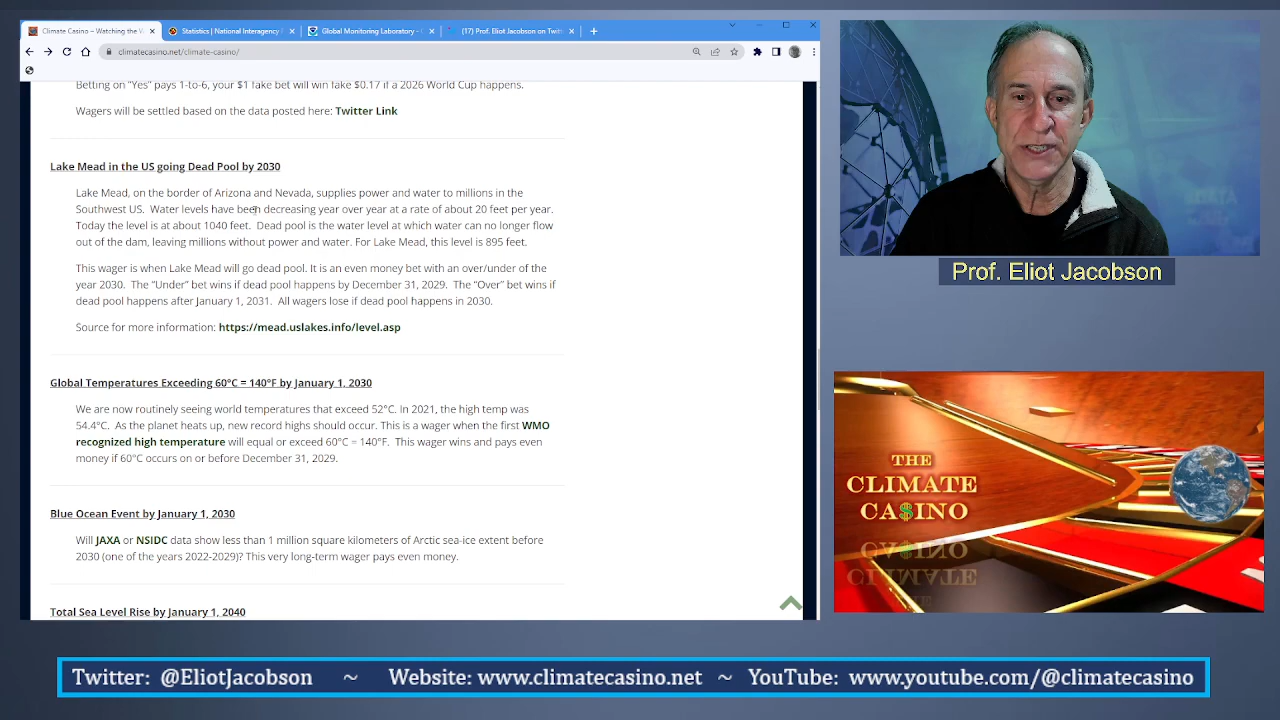 Climate Casino – Watching the W
Statistics | National Interagency F
Global Monitoring Laboratory - C
(17) Prof. Eliot Jacobson on Twitt
climatecasino.net/climate-casino/
Betting on "Yes" pays 1-to-6, your $1 fake bet will win fake $0.17 if a 2026 World Cup happens.
Wagers will be settled based on the data posted here: Twitter Link
Lake Mead in the US going Dead Pool by 2030
Lake Mead, on the border of Arizona and Nevada, supplies power and water to millions in the
Southwest US. Water levels have been decreasing year over year at a rate of about 20 feet per year.
Today the level is at about 1040 feet. Dead pool is the water level at which water can no longer flow
out of the dam, leaving millions without power and water. For Lake Mead, this level is 895 feet.
This wager is when Lake Mead will go dead pool. It is an even money bet with an over/under of the
year 2030. The "Under" bet wins if dead pool happens by December 31, 2029. The "Over" bet wins if
dead pool happens after January 1, 2031. All wagers lose if dead pool happens in 2030.
Source for more information: https://mead.uslakes.info/level.asp
Global Temperatures Exceeding 60°C = 140°F by January 1, 2030
We are now routinely seeing world temperatures that exceed 52°C. In 2021, the high temp was
54.4°C. As the planet heats up, new record highs should occur. This is a wager when the first WMO
recognized high temperature will equal or exceed 60°C = 140°F. This wager wins and pays even
money if 60°C occurs on or before December 31, 2029.
Blue Ocean Event by January 1, 2030
Will JAXA or NSIDC data show less than 1 million square kilometers of Arctic sea-ice extent before
2030 (one of the years 2022-2029)? This very long-term wager pays even money.
Total Sea Level Rise by January 1, 2040
Prof. Eliot Jacobson
THE
CLIMATE
CA$INO
Twitter: @EliotJacobson ~ Website: www.climatecasino.net ~ YouTube: www.youtube.com/@climatecasino